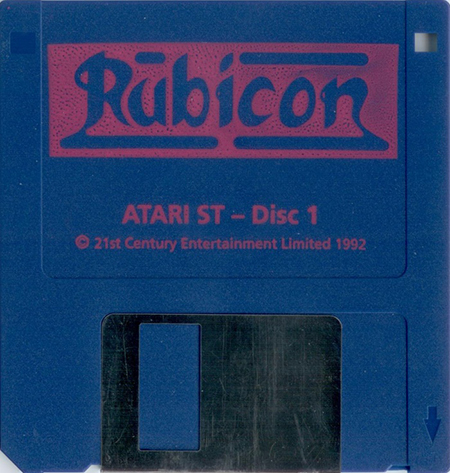 Rubicon
ATARI ST – Disc 1
© 21st Century Entertainment Limited 1992